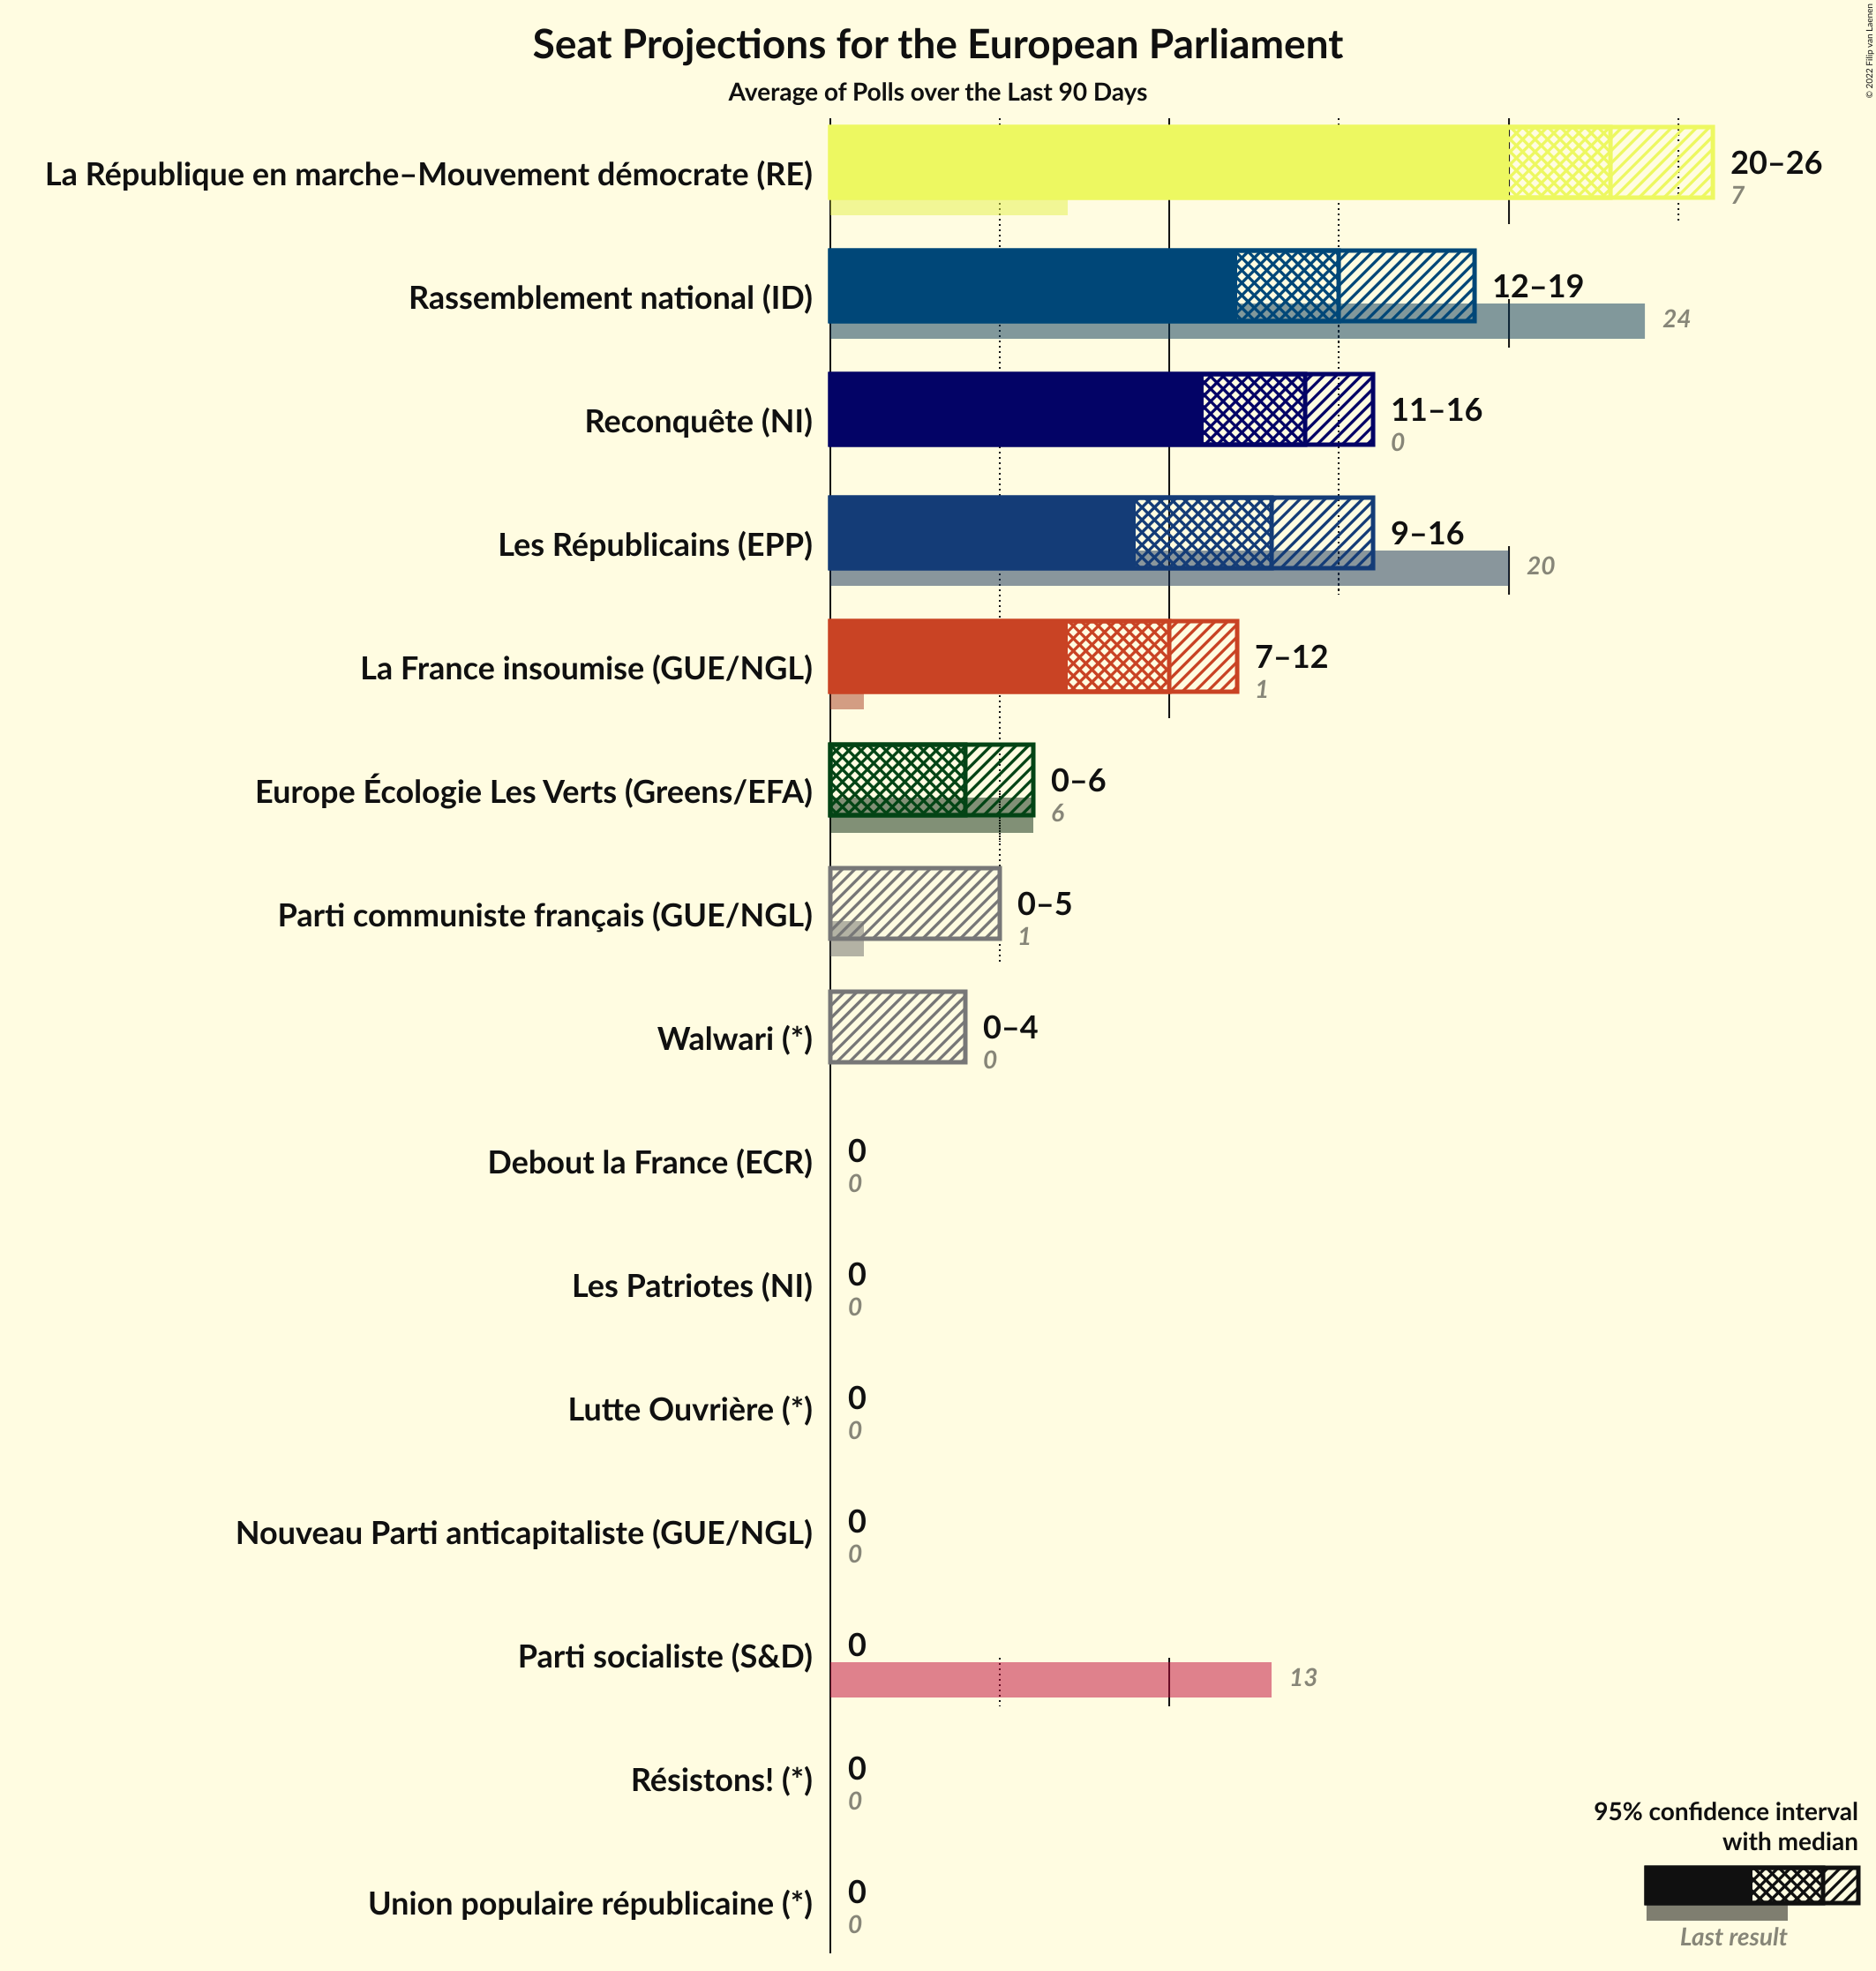 Seat Projections for the European Parliament
Average of Polls over the Last 90 Days
© 2022 Filip van Laenen
La République en marche–Mouvement démocrate (RE)
20–26
7
Rassemblement national (ID)
12–19
24
Reconquête (NI)
11–16
0
Les Républicains (EPP)
9–16
20
La France insoumise (GUE/NGL)
7–12
1
Europe Écologie Les Verts (Greens/EFA)
0–6
6
Parti communiste français (GUE/NGL)
0–5
1
Walwari (*)
0–4
0
Debout la France (ECR)
0
0
Les Patriotes (NI)
0
0
Lutte Ouvrière (*)
0
0
Nouveau Parti anticapitaliste (GUE/NGL)
0
0
Parti socialiste (S&D)
0
13
Résistons! (*)
0
0
Union populaire républicaine (*)
0
0
95% confidence interval
with median
Last result